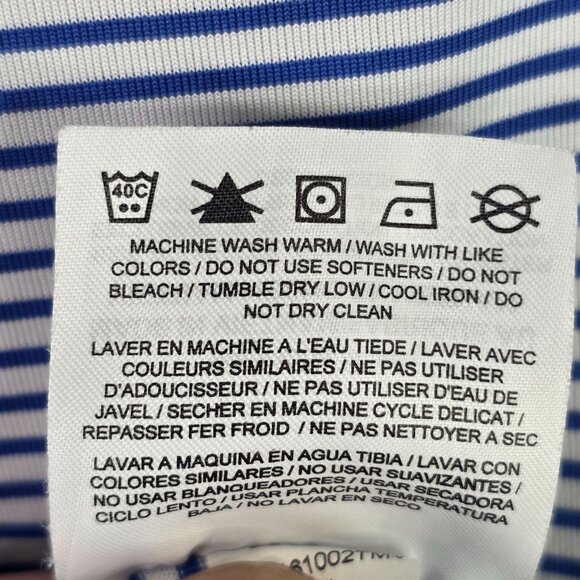 40C
MACHINE WASH WARM / WASH WITH LIKE
COLORS / DO NOT USE SOFTENERS / DO NOT
BLEACH / TUMBLE DRY LOW / COOL IRON / DO
NOT DRY CLEAN
LAVER EN MACHINE A L'EAU TIEDE / LAVER AVEC
COULEURS SIMILAIRES / NE PAS UTILISER
D'ADOUCISSEUR / NE PAS UTILISER D'EAU DE
JAVEL / SECHER EN MACHINE CYCLE DELICAT /
REPASSER FER FROID / NE PAS NETTOYER A SEC
LAVAR A MAQUINA EN AGUA TIBIA / LAVAR CON
COLORES SIMILARES / NO USAR SUAVIZANTES /
NO USAR BLANQUEADORES / USAR SECADORA
CICLO LENTO / USAR PLANCHA TEMPERATURA
BAJA / NO LAVAR EN SECO